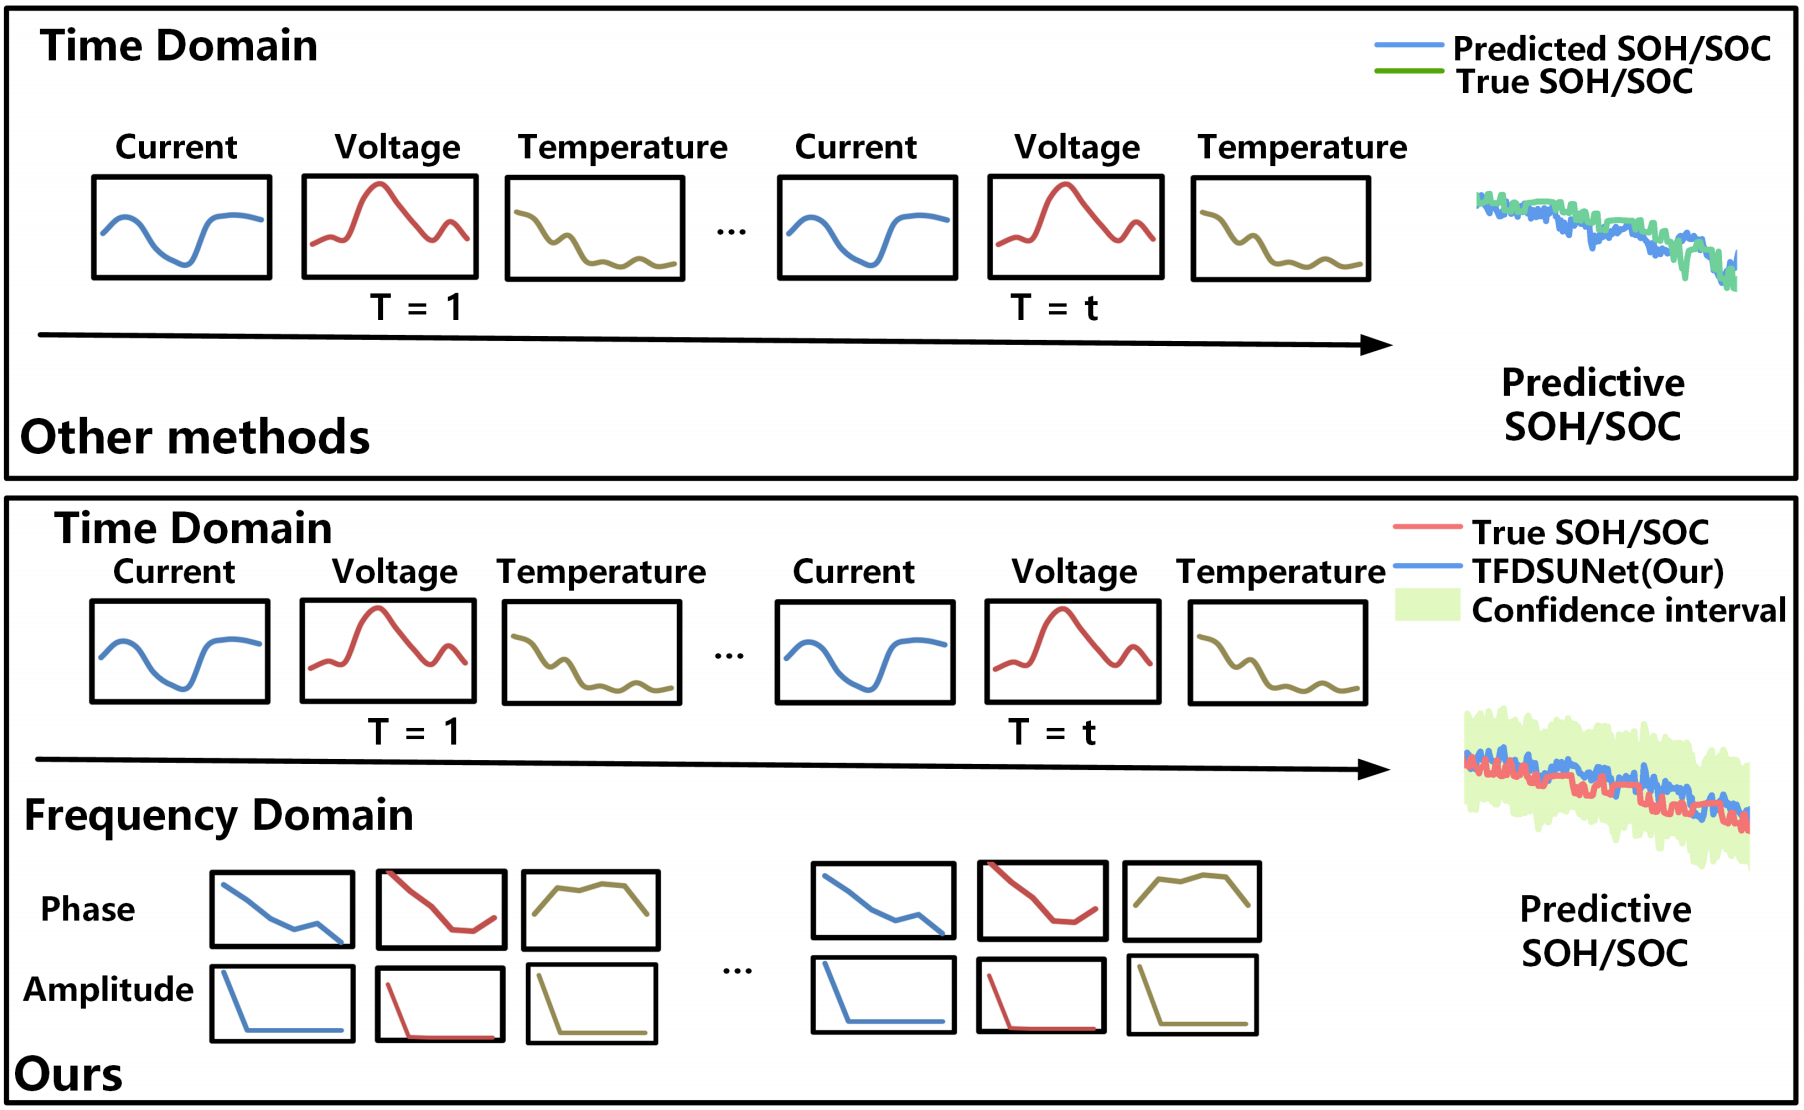 Time Domain
Predicted SOH/SOC
True SOH/SOC
Current Voltage Temperature Current Voltage Temperature
...
T = 1 T = t
Predictive
SOH/SOC
Other methods
Time Domain
True SOH/SOC
TFDSUNet(Our)
Confidence interval
Current Voltage Temperature Current Voltage Temperature
...
T = 1 T = t
Frequency Domain
Phase
Amplitude
...
Predictive
SOH/SOC
Ours